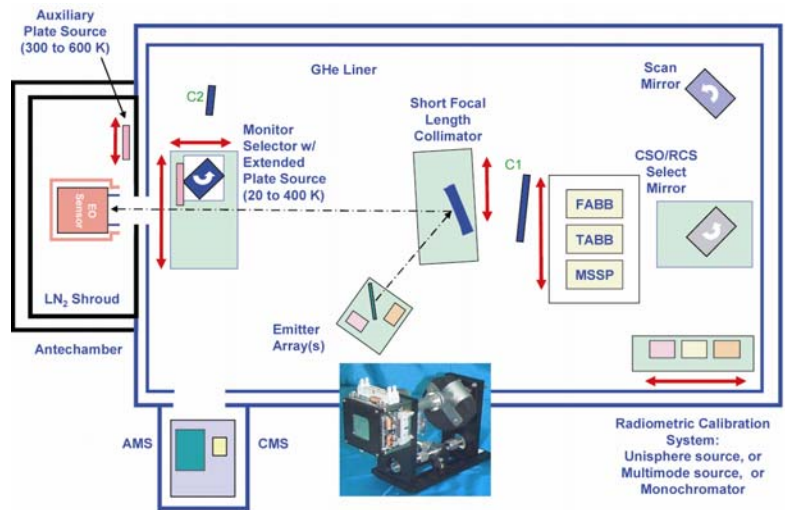 Auxiliary
Plate Source
(300 to 600 K)
GHe Liner
C2
Monitor
Selector w/
Extended
Plate Source
(20 to 400 K)
Short Focal
Length
Collimator
C1
Scan
Mirror
CSO/RCS
Select
Mirror
FABB
TABB
MSSP
EO
Sensor
LN2 Shroud
Antechamber
Emitter
Array(s)
AMS
CMS
Radiometric Calibration
System:
Unisphere source, or
Multimode source, or
Monochromator